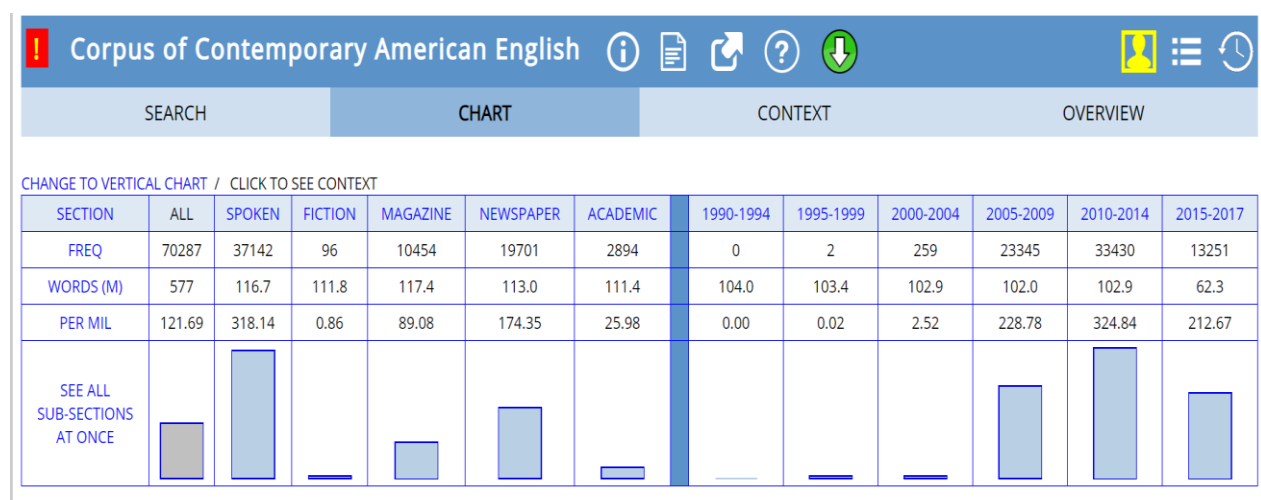 ! Corpus of Contemporary American English
SEARCH CHART CONTEXT OVERVIEW
CHANGE TO VERTICAL CHART / CLICK TO SEE CONTEXT
SECTION ALL SPOKEN FICTION MAGAZINE NEWSPAPER ACADEMIC 1990-1994 1995-1999 2000-2004 2005-2009 2010-2014 2015-2017
FREQ 70287 37142 96 10454 19701 2894 0 2 259 23345 33430 13251
WORDS (M) 577 116.7 111.8 117.4 113.0 111.4 104.0 103.4 102.9 102.0 102.9 62.3
PER MIL 121.69 318.14 0.86 89.08 174.35 25.98 0.00 0.02 2.52 228.78 324.84 212.67
SEE ALL
SUB-SECTIONS
AT ONCE